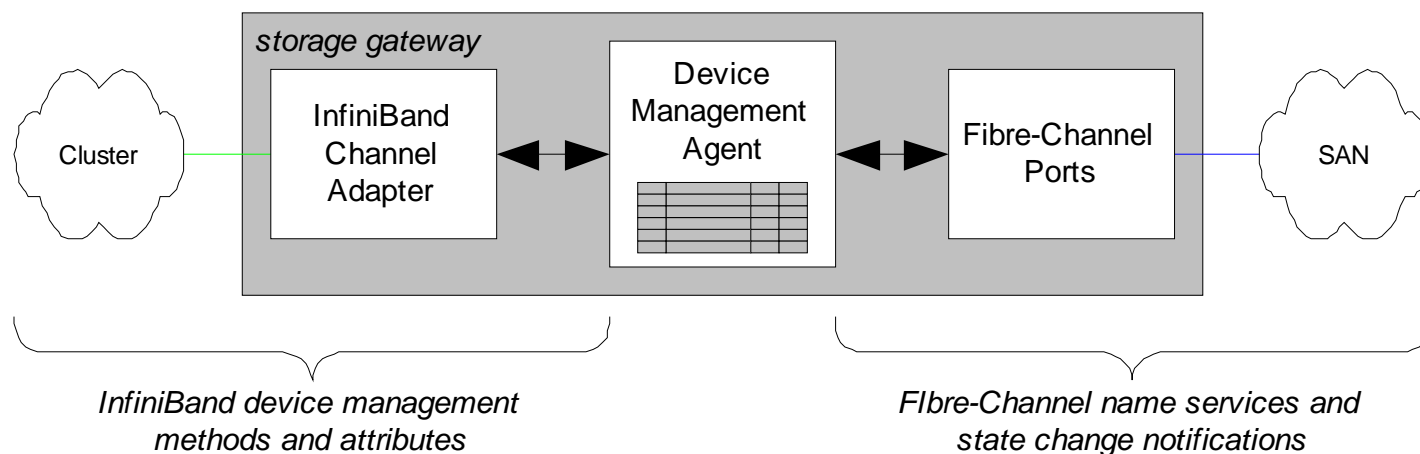 storage gateway
Cluster
InfiniBand
Channel
Adapter
Device
Management
Agent
Fibre-Channel
Ports
SAN
InfiniBand device management
methods and attributes
FIbre-Channel name services and
state change notifications